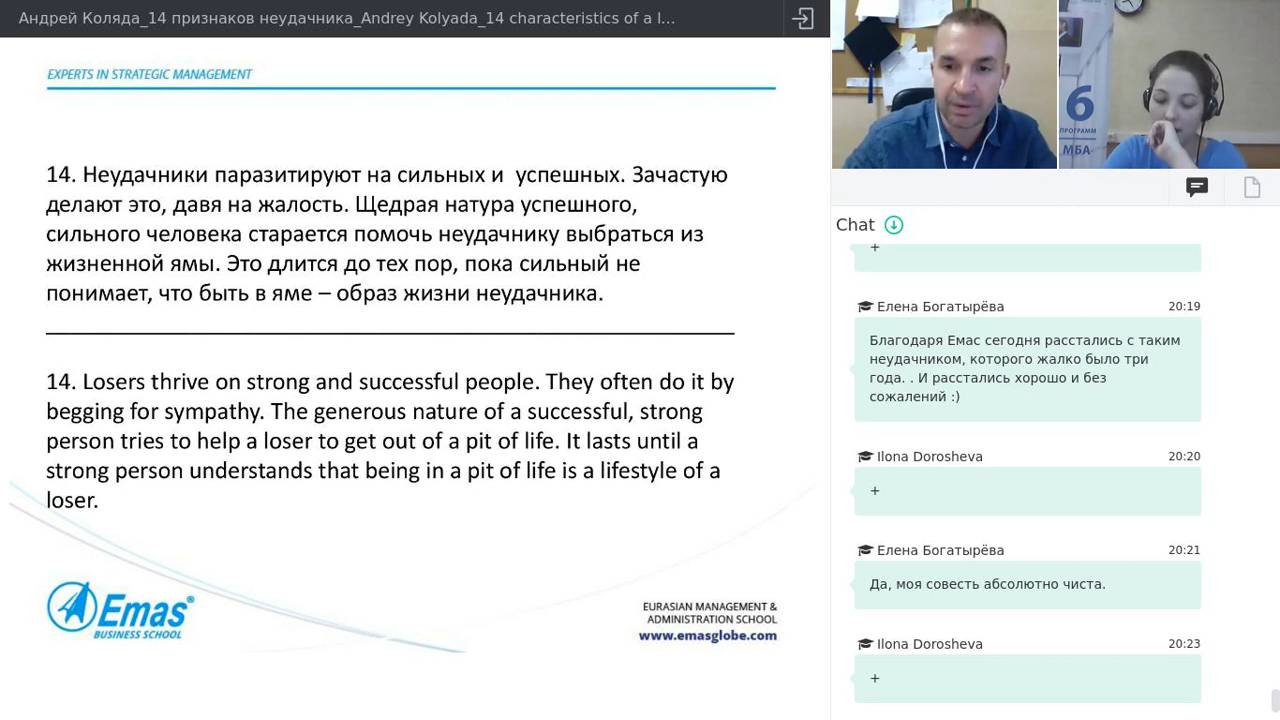 Андрей Коляда_14 признаков неудачника_Andrey Kolyada_14 characteristics of a l...
EXPERTS IN STRATEGIC MANAGEMENT
14. Неудачники паразитируют на сильных и успешных. Зачастую
делают это, давя на жалость. Щедрая натура успешного,
сильного человека старается помочь неудачнику выбраться из
жизненной ямы. Это длится до тех пор, пока сильный не
понимает, что быть в яме – образ жизни неудачника.
14. Losers thrive on strong and successful people. They often do it by
begging for sympathy. The generous nature of a successful, strong
person tries to help a loser to get out of a pit of life. It lasts until a
strong person understands that being in a pit of life is a lifestyle of a
loser.
Emas®
BUSINESS SCHOOL
EURASIAN MANAGEMENT &
ADMINISTRATION SCHOOL
www.emasglobe.com
6
ПРОГРАММ
МБА
Chat
+
Елена Богатырёва 20:19
Благодаря Емас сегодня расстались с таким
неудачником, которого жалко было три
года. . И расстались хорошо и без
сожалений :)
Ilona Dorosheva 20:20
+
Елена Богатырёва 20:21
Да, моя совесть абсолютно чиста.
Ilona Dorosheva 20:23
+